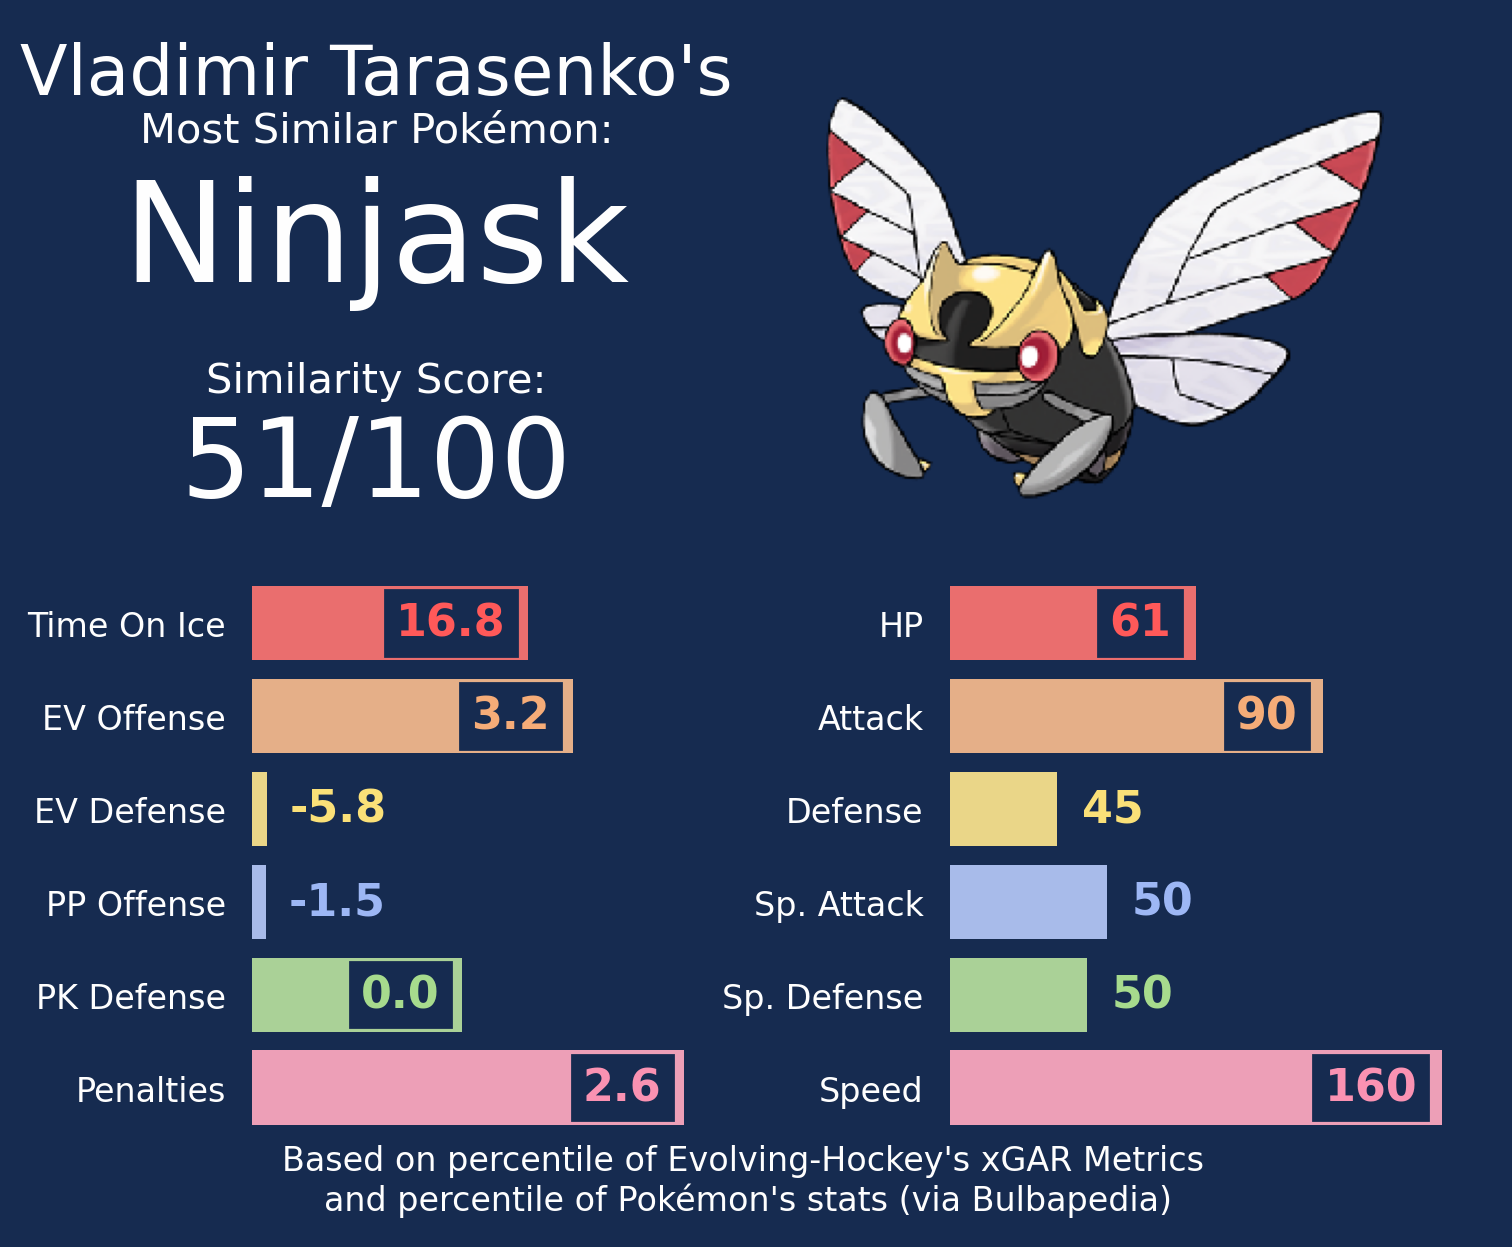 Vladimir Tarasenko's
Most Similar Pokémon:
Ninjask
Similarity Score:
51/100
Time On Ice 16.8
EV Offense 3.2
EV Defense -5.8
PP Offense -1.5
PK Defense 0.0
Penalties 2.6
HP 61
Attack 90
Defense 45
Sp. Attack 50
Sp. Defense 50
Speed 160
Based on percentile of Evolving-Hockey's xGAR Metrics
and percentile of Pokémon's stats (via Bulbapedia)